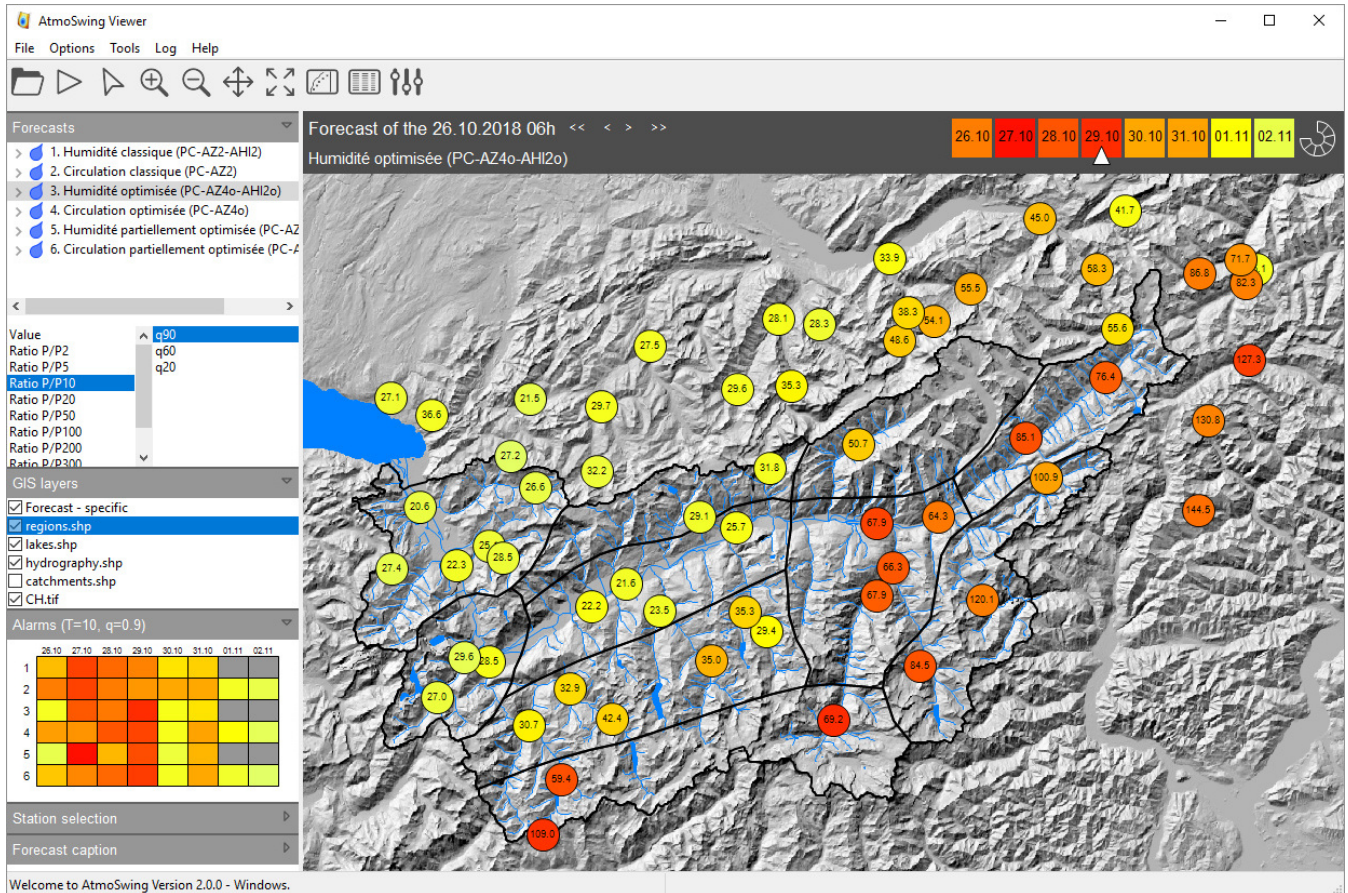 AtmoSwing Viewer
File Options Tools Log Help
Forecasts
1. Humidité classique (PC-AZ2-AHI2)
2. Circulation classique (PC-AZ2)
3. Humidité optimisée (PC-AZ4o-AHI2o)
4. Circulation optimisée (PC-AZ4o)
5. Humidité partiellement optimisée (PC-AZ
6. Circulation partiellement optimisée (PC-A
Value
Ratio P/P2
Ratio P/P5
Ratio P/P10
Ratio P/P20
Ratio P/P50
Ratio P/P100
Ratio P/P200
Ratio P/P300
q90
q60
q20
GIS layers
Forecast - specific
regions.shp
lakes.shp
hydrography.shp
catchments.shp
CH.tif
Alarms (T=10, q=0.9)
26.10 27.10 28.10 29.10 30.10 31.10 01.11 02.11
1
2
3
4
5
6
Station selection
Forecast caption
Forecast of the 26.10.2018 06h << < > >>
Humidité optimisée (PC-AZ4o-AHI2o)
26.10 27.10 28.10 29.10 30.10 31.10 01.11 02.11
41.7
45.0
33.9
58.3
71.7
86.8
.1
82.3
55.5
38.3
54.1
28.1
28.3
48.6
55.6
27.5
127.3
76.4
29.6
35.3
27.1
21.5
29.7
36.6
130.8
85.1
50.7
27.2
32.2
31.8
26.6
100.9
20.6
144.5
29.1
25.7
67.9
64.3
25.
28.5
22.3
27.4
66.3
21.6
67.9
120.1
22.2
23.5
35.3
29.4
29.6
28.5
35.0
84.5
27.0
32.9
30.7
42.4
69.2
59.4
109.0
Welcome to AtmoSwing Version 2.0.0 - Windows.